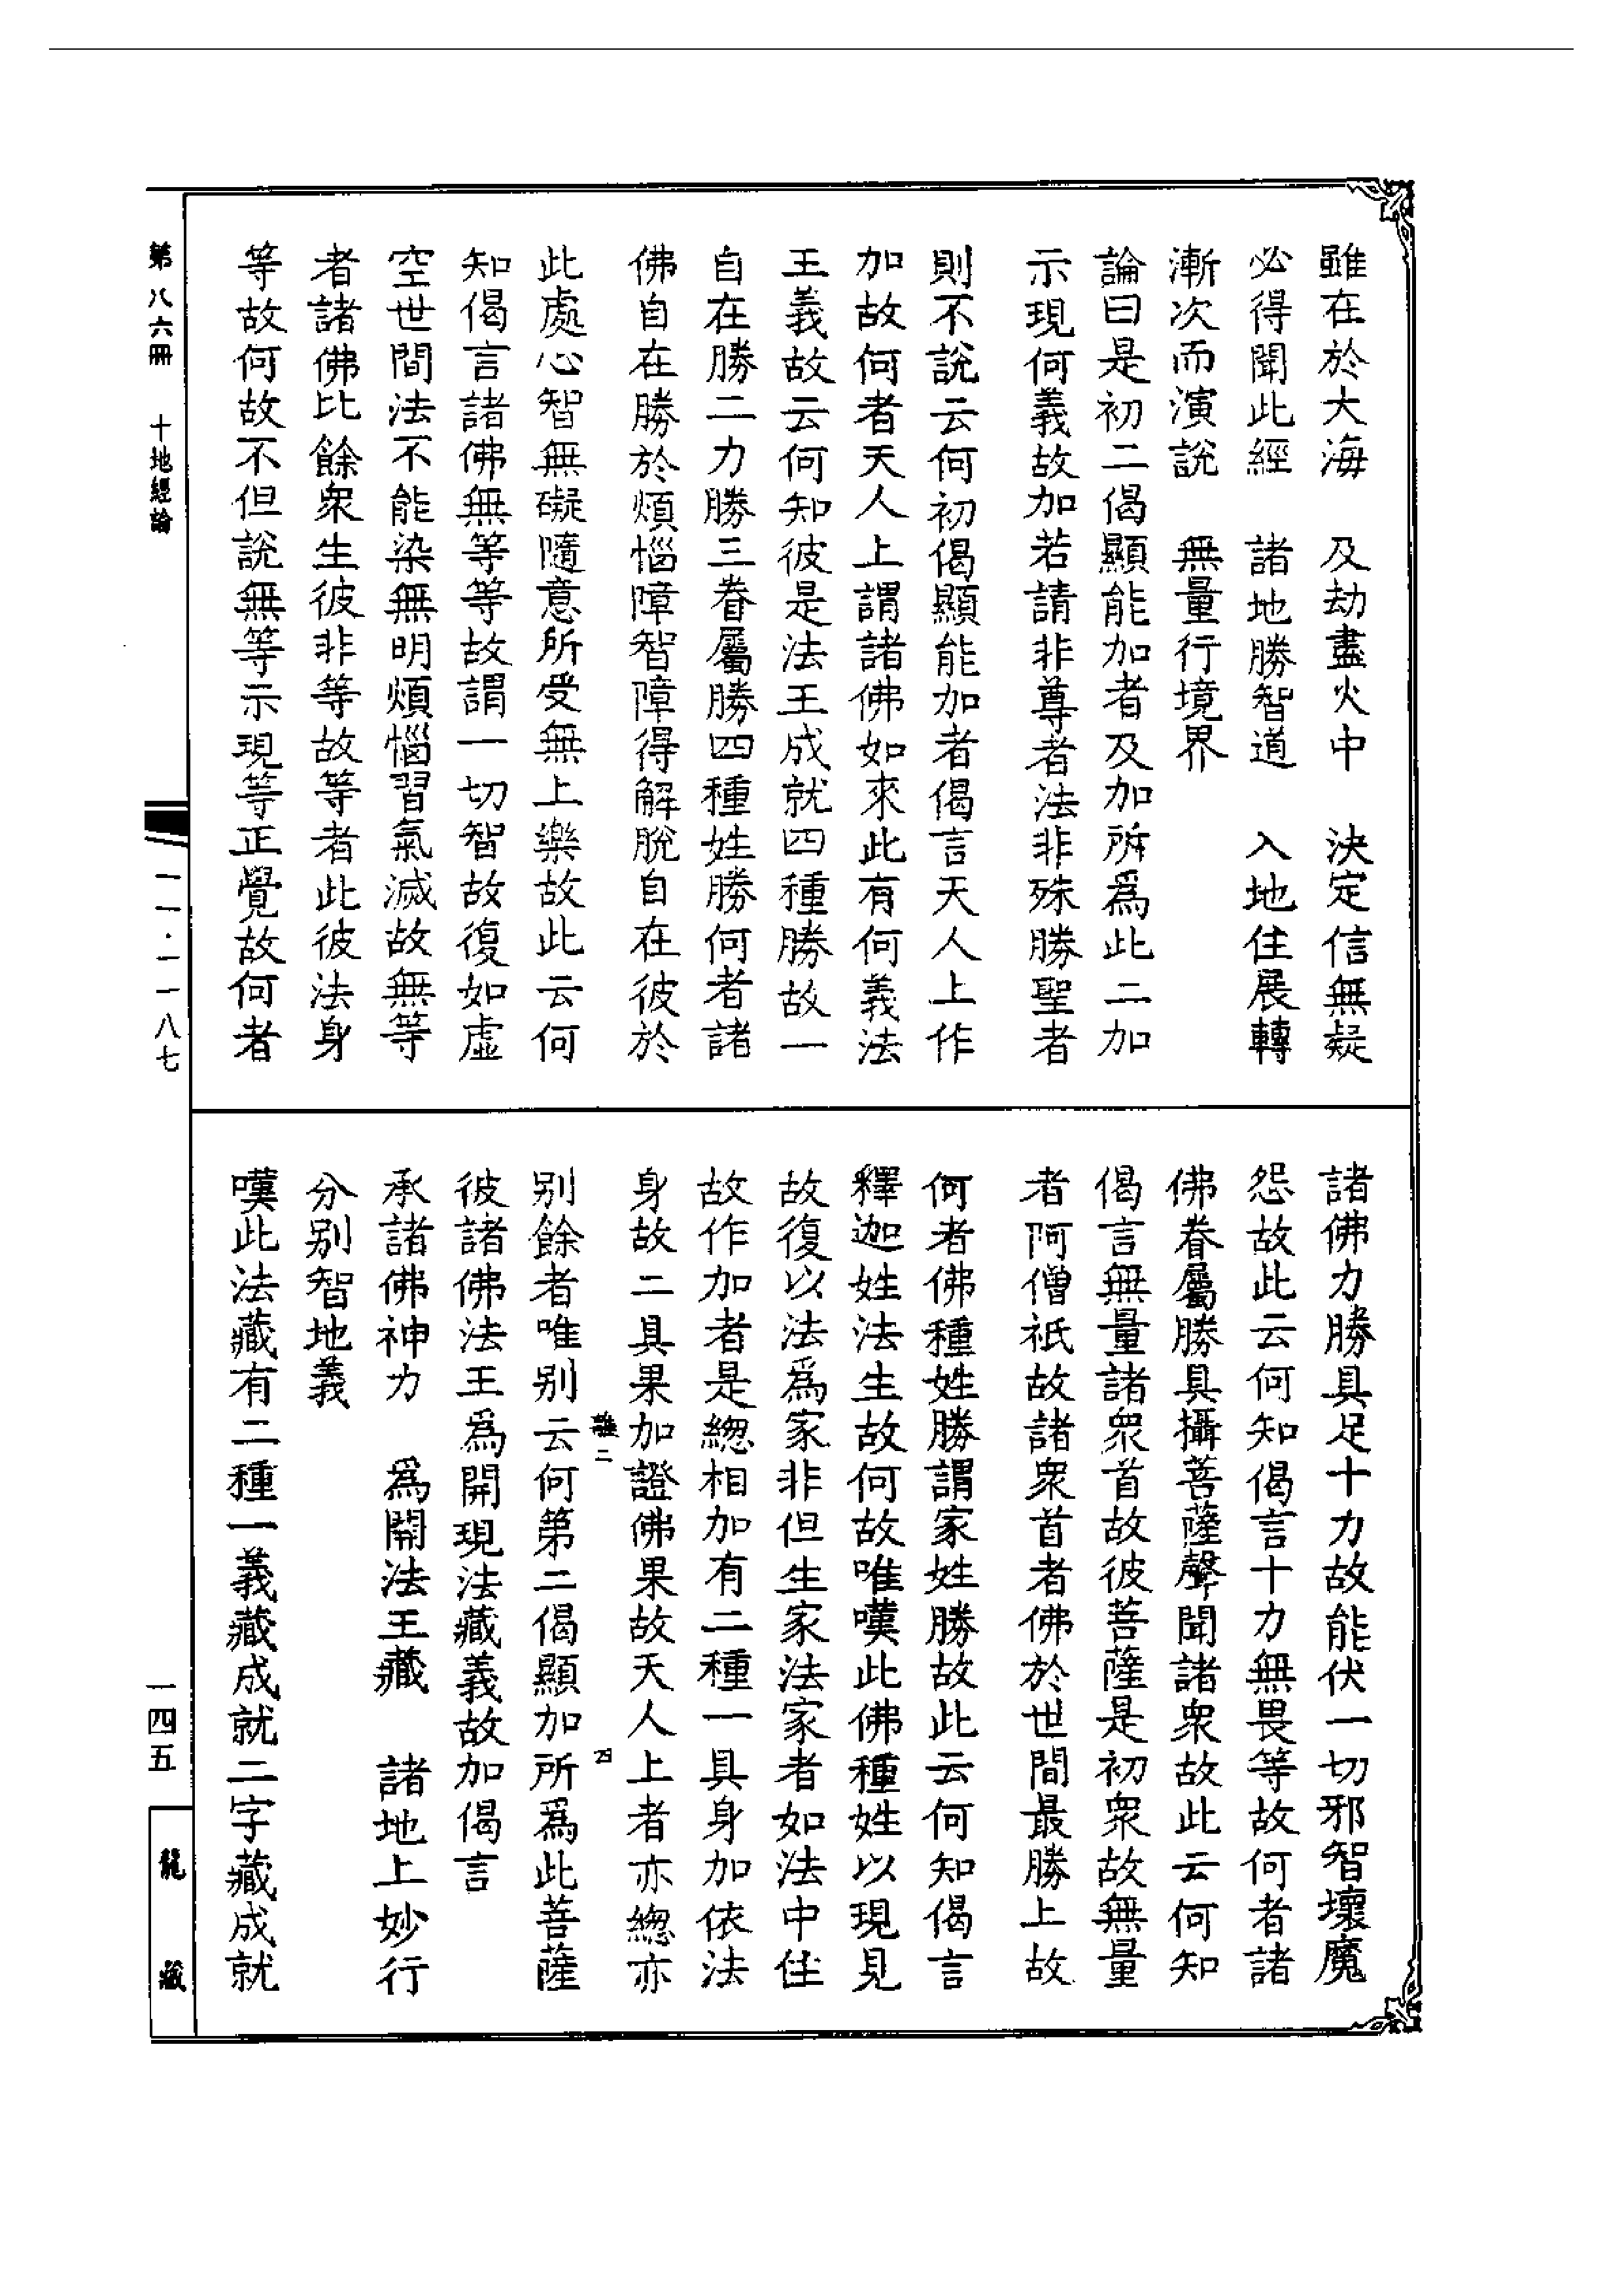 雖在於大海　及劫盡火中　決定信無疑
必得聞此經　諸地勝智道　入地住展轉
漸次而演說　無量行境界
論曰是初二偈顯能加者及加所爲此二加
示現何義故加若請非尊者法非殊勝聖者
則不說云何初偈顯能加者偈言天人上作
加故何者天人上謂諸佛如來此有何義法
王義故云何知彼是法王成就四種勝故一
自在勝二力勝三眷屬勝四種姓勝何者諸
佛自在勝於煩惱障智障得解脫自在彼於
此處心智無礙隨意所受無上樂故此云何
知偈言諸佛無等等故謂一切智故復如虛
空世間法不能染無明煩惱習氣滅故無等
者諸佛比餘衆生彼非等故等者此彼法身
等故何故不但說無等示現等正覺故何者
諸佛力勝具足十力故能伏一切邪智壞魔
怨故此云何知偈言十力無畏等故何者諸
佛眷屬勝具攝菩薩聲聞諸衆故此云何知
偈言無量諸衆首故彼菩薩是初衆故無量
者阿僧祇故諸衆首者佛於世間最勝上故
何者佛種姓勝謂家姓勝故此云何知偈言
釋迦姓法生故何故唯嘆此佛種姓以現見
故復以法爲家非但生家法家者如法中住
故作加者是總相加有二種一具身加依法
身故二具果加證佛果故天人上者亦總亦
別餘者唯別云何第二偈顯加所爲此菩薩
彼諸佛法王爲開現法藏義故加偈言
承諸佛神力　爲開法王藏　諸地上妙行
分別智地義
嘆此法藏有二種一義藏成就二字藏成就
第八六冊　十地經論
一一·一一八七
一四五
龍藏